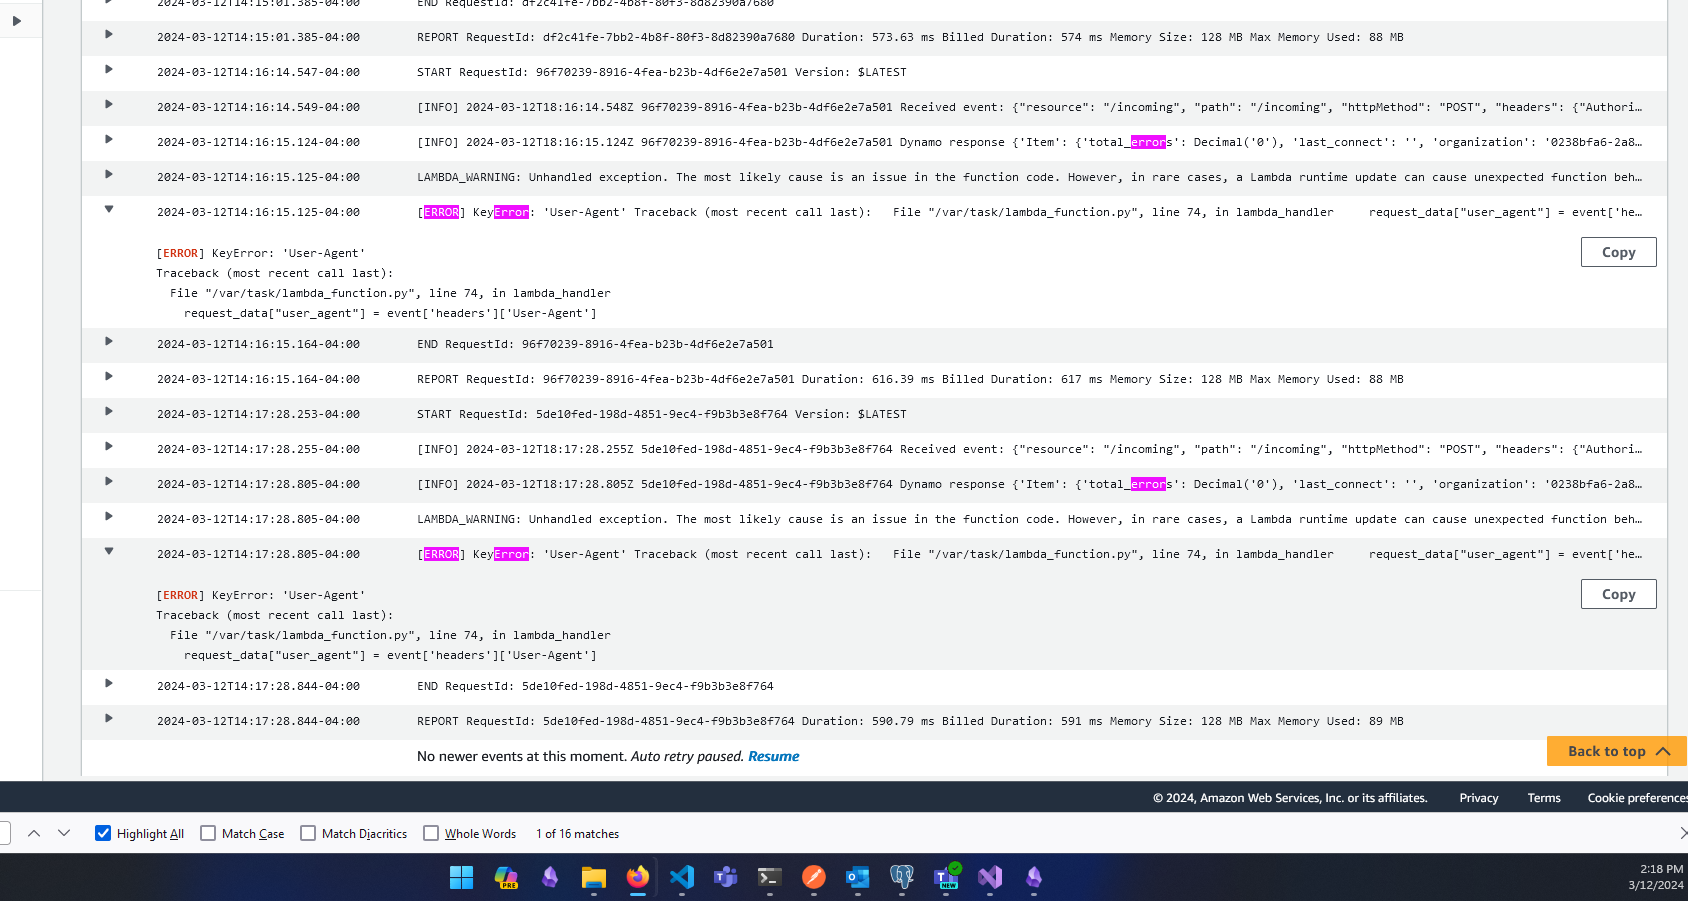 2024-03-12T14:15:01.385-04:00 END RequestId: df2c41fe-7bb2-4b8f-80f3-8d82390a7680
2024-03-12T14:15:01.385-04:00 REPORT RequestId: df2c41fe-7bb2-4b8f-80f3-8d82390a7680 Duration: 573.63 ms Billed Duration: 574 ms Memory Size: 128 MB Max Memory Used: 88 MB
2024-03-12T14:16:14.547-04:00 START RequestId: 96f70239-8916-4fea-b23b-4df6e2e7a501 Version: $LATEST
2024-03-12T14:16:14.549-04:00 [INFO] 2024-03-12T18:16:14.548Z 96f70239-8916-4fea-b23b-4df6e2e7a501 Received event: {"resource": "/incoming", "path": "/incoming", "httpMethod": "POST", "headers": {"Authori…
2024-03-12T14:16:15.124-04:00 [INFO] 2024-03-12T18:16:15.124Z 96f70239-8916-4fea-b23b-4df6e2e7a501 Dynamo response {'Item': {'total_errors': Decimal('0'), 'last_connect': '', 'organization': '0238bfa6-2a8…
2024-03-12T14:16:15.125-04:00 LAMBDA_WARNING: Unhandled exception. The most likely cause is an issue in the function code. However, in rare cases, a Lambda runtime update can cause unexpected function beh…
2024-03-12T14:16:15.125-04:00 [ERROR] KeyError: 'User-Agent' Traceback (most recent call last): File "/var/task/lambda_function.py", line 74, in lambda_handler request_data["user_agent"] = event['he…
[ERROR] KeyError: 'User-Agent'
Copy
Traceback (most recent call last):
File "/var/task/lambda_function.py", line 74, in lambda_handler
request_data["user_agent"] = event['headers']['User-Agent']
2024-03-12T14:16:15.164-04:00 END RequestId: 96f70239-8916-4fea-b23b-4df6e2e7a501
2024-03-12T14:16:15.164-04:00 REPORT RequestId: 96f70239-8916-4fea-b23b-4df6e2e7a501 Duration: 616.39 ms Billed Duration: 617 ms Memory Size: 128 MB Max Memory Used: 88 MB
2024-03-12T14:17:28.253-04:00 START RequestId: 5de10fed-198d-4851-9ec4-f9b3b3e8f764 Version: $LATEST
2024-03-12T14:17:28.255-04:00 [INFO] 2024-03-12T18:17:28.255Z 5de10fed-198d-4851-9ec4-f9b3b3e8f764 Received event: {"resource": "/incoming", "path": "/incoming", "httpMethod": "POST", "headers": {"Authori…
2024-03-12T14:17:28.805-04:00 [INFO] 2024-03-12T18:17:28.805Z 5de10fed-198d-4851-9ec4-f9b3b3e8f764 Dynamo response {'Item': {'total_errors': Decimal('0'), 'last_connect': '', 'organization': '0238bfa6-2a8…
2024-03-12T14:17:28.805-04:00 LAMBDA_WARNING: Unhandled exception. The most likely cause is an issue in the function code. However, in rare cases, a Lambda runtime update can cause unexpected function beh…
2024-03-12T14:17:28.805-04:00 [ERROR] KeyError: 'User-Agent' Traceback (most recent call last): File "/var/task/lambda_function.py", line 74, in lambda_handler request_data["user_agent"] = event['he…
[ERROR] KeyError: 'User-Agent'
Copy
Traceback (most recent call last):
File "/var/task/lambda_function.py", line 74, in lambda_handler
request_data["user_agent"] = event['headers']['User-Agent']
2024-03-12T14:17:28.844-04:00 END RequestId: 5de10fed-198d-4851-9ec4-f9b3b3e8f764
2024-03-12T14:17:28.844-04:00 REPORT RequestId: 5de10fed-198d-4851-9ec4-f9b3b3e8f764 Duration: 590.79 ms Billed Duration: 591 ms Memory Size: 128 MB Max Memory Used: 89 MB
No newer events at this moment. Auto retry paused. Resume
Back to top
© 2024, Amazon Web Services, Inc. or its affiliates. Privacy Terms Cookie preferences
Highlight All Match Case Match Diacritics Whole Words 1 of 16 matches
PRE
NEW
2:18 PM
3/12/2024